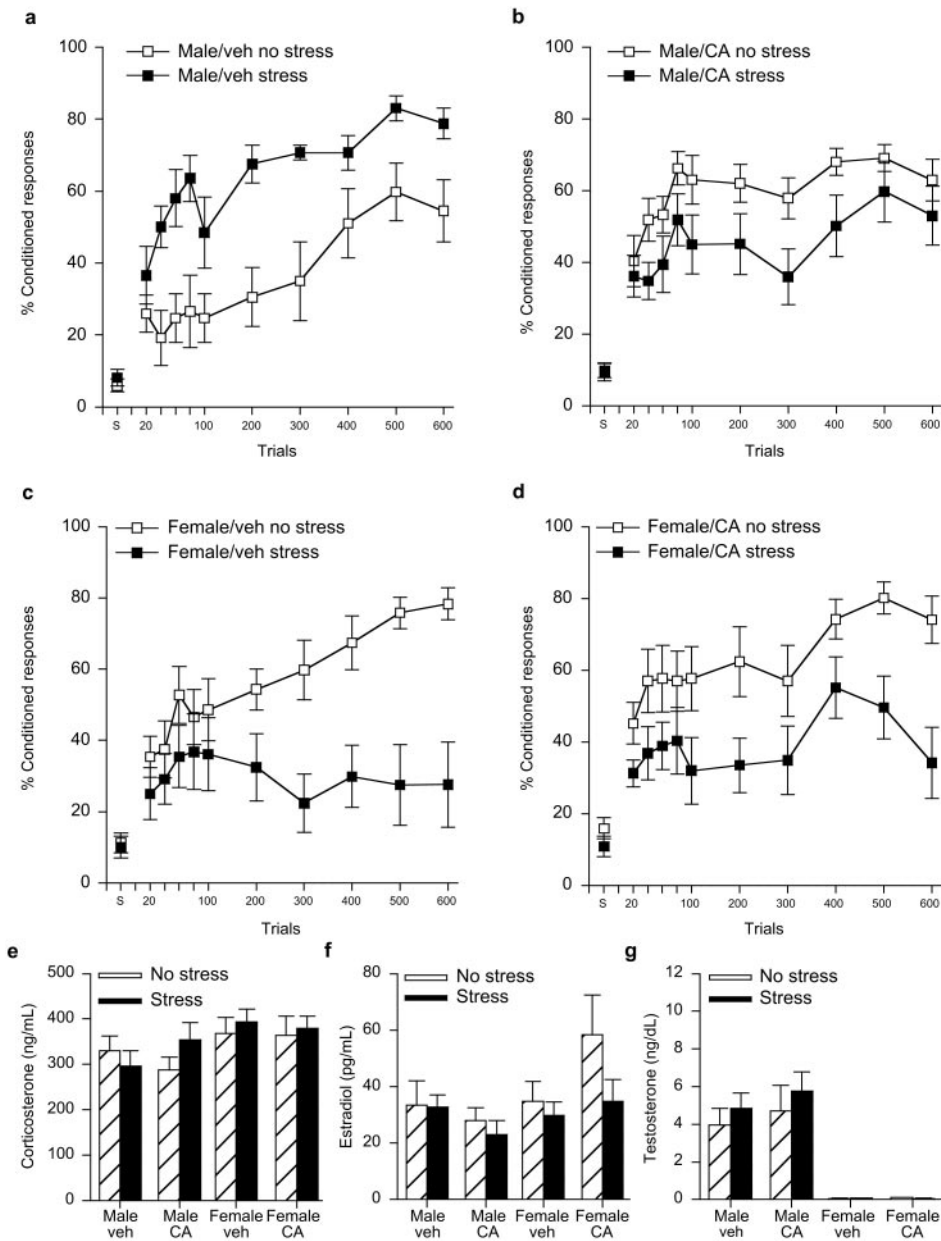 a
100
80
60
40
20
0
% Conditioned responses
Male/veh no stress
Male/veh stress
S
20
100
200
300
400
500
600
Trials
b
100
80
60
40
20
0
% Conditioned responses
Male/CA no stress
Male/CA stress
S
20
100
200
300
400
500
600
Trials
c
100
80
60
40
20
0
% Conditioned responses
Female/veh no stress
Female/veh stress
S
20
100
200
300
400
500
600
Trials
d
100
80
60
40
20
0
% Conditioned responses
Female/CA no stress
Female/CA stress
S
20
100
200
300
400
500
600
Trials
e
500
400
300
300
200
100
0
Corticosterone (ng/mL)
No stress
Stress
Male
veh
Male
CA
Female
veh
Female
CA
f
80
60
40
20
0
Estradiol (pg/mL)
No stress
Stress
Male
veh
Male
CA
Female
veh
Female
CA
g
12
10
8
6
4
2
0
Testosterone (ng/dL)
No stress
Stress
Male
veh
Male
CA
Female
veh
Female
CA